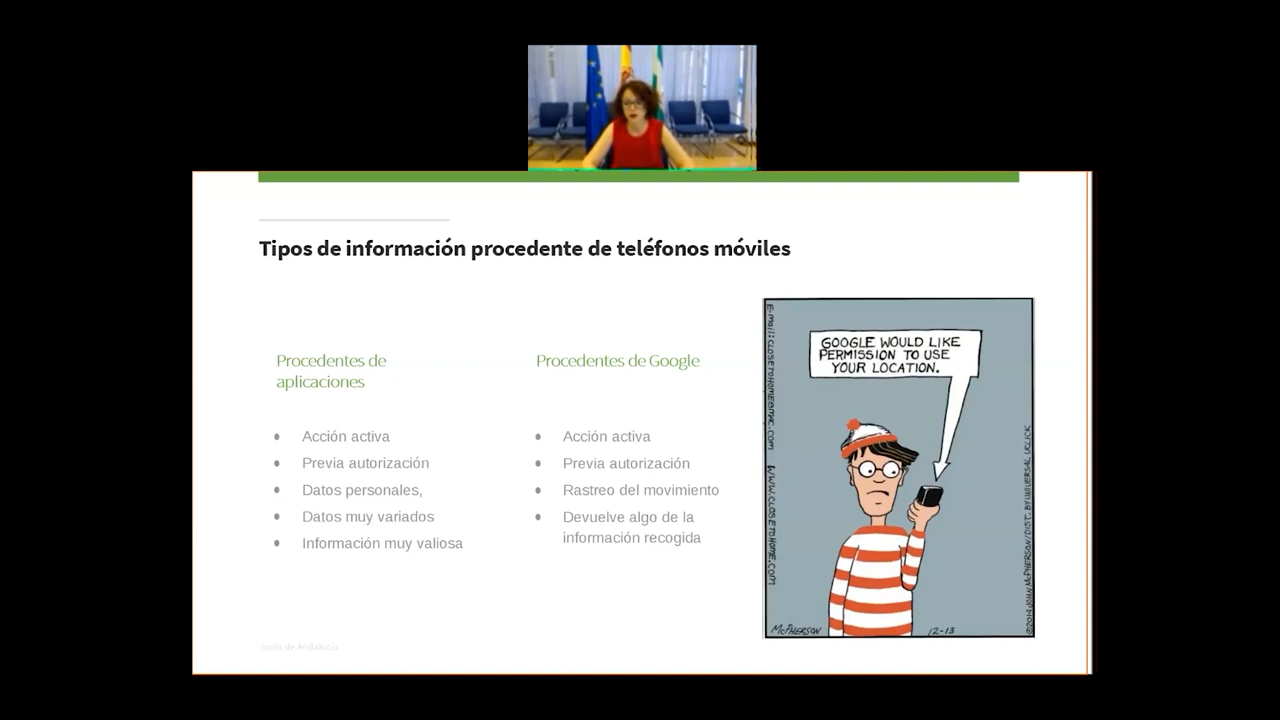 Tipos de información procedente de teléfonos móviles
Procedentes de
aplicaciones
Acción activa
Previa autorización
Datos personales,
Datos muy variados
Información muy valiosa
Procedentes de Google
Acción activa
Previa autorización
Rastreo del movimiento
Devuelve algo de la
información recogida
E-MAIL: CLOSETOHOME@MAC.COM WWW.CLOSETOHOME.COM
GOOGLE WOULD LIKE
PERMISSION TO USE
YOUR LOCATION.
©2014 JOHN MCPHERSON/DIST. BY UNIVERSAL UCLICK
MCPHERSON
12-13
Junta de Andalucía